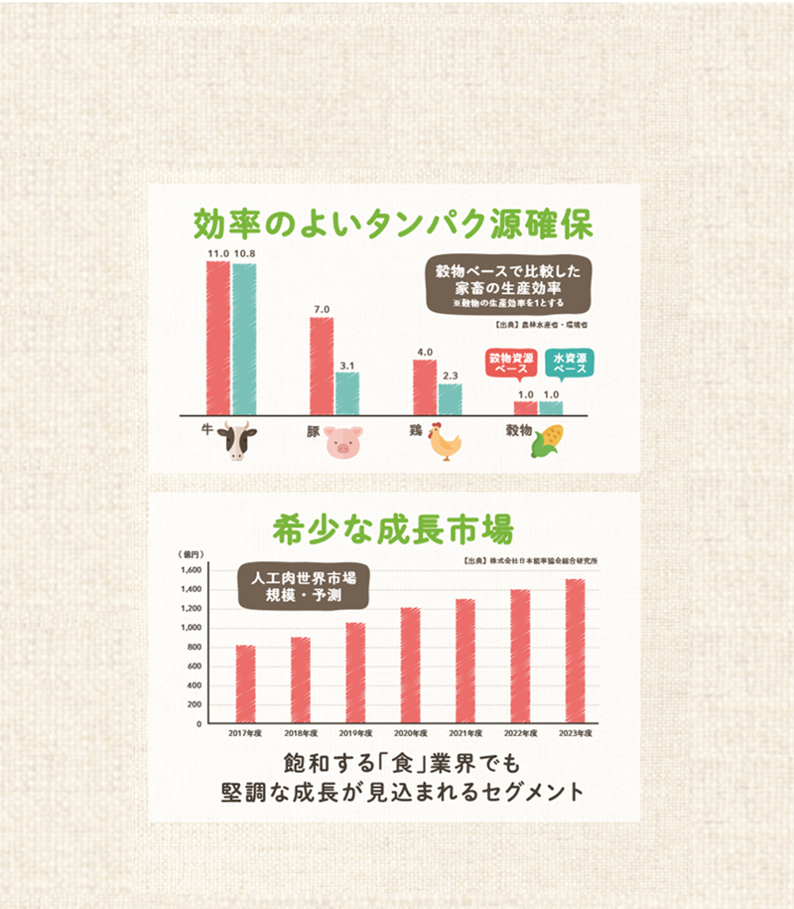 効率のよいタンパク源確保
11.0 10.8
穀物ベースで比較した
家畜の生産効率
※穀物の生産効率を1とする
【出典】農林水産省・環境省
7.0
3.1
4.0
2.3
穀物資源
ベース
水資源
ベース
1.0 1.0
牛
豚
鶏
穀物
希少な成長市場
(億円)
【出典】株式会社日本能率協会総合研究所
人工肉世界市場
規模・予測
1,600
1,400
1,200
1,000
800
600
400
200
0
2017年度 2018年度 2019年度 2020年度 2021年度 2022年度 2023年度
飽和する「食」業界でも
堅調な成長が見込まれるセグメント